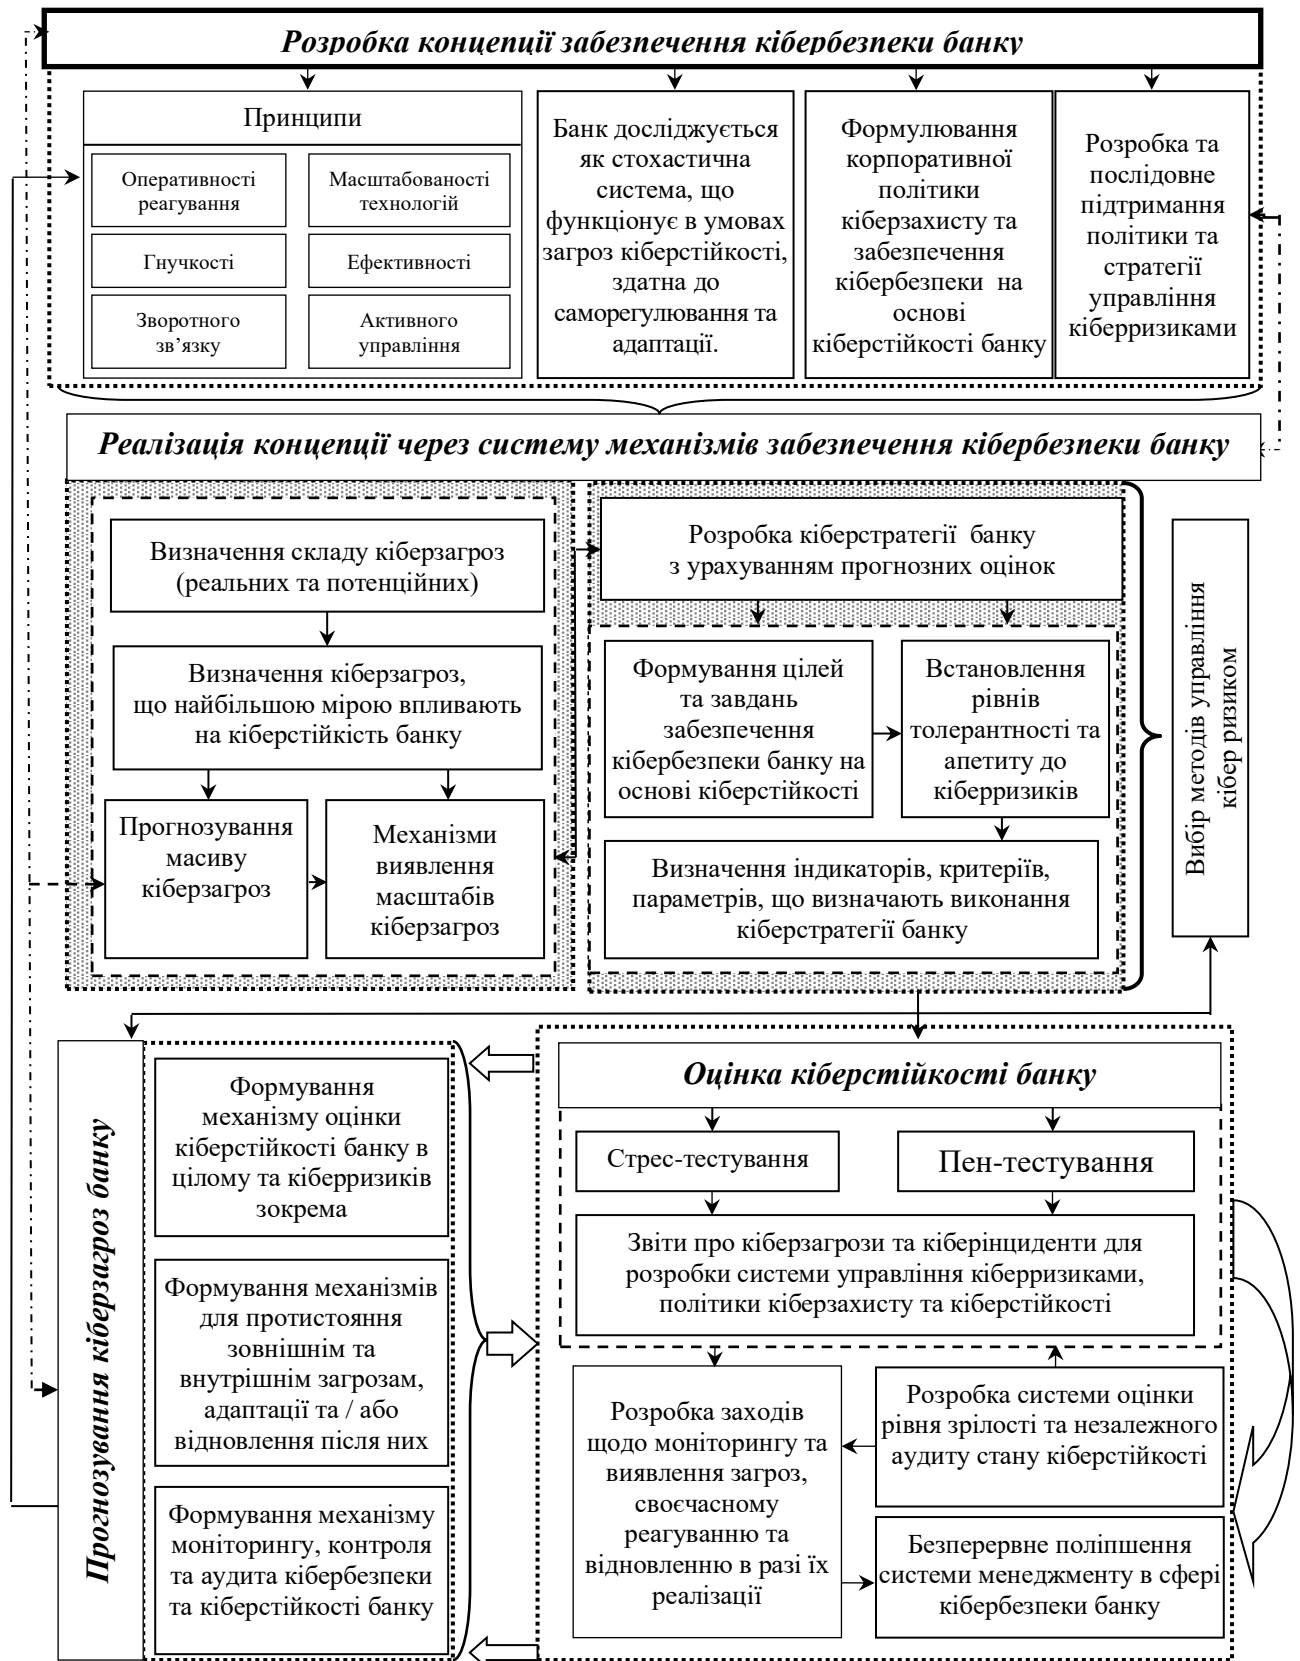 Розробка концепції забезпечення кібербезпеки банку
Принципи
Оперативності
реагування
Масштабованості
технологій
Гнучкості
Ефективності
Зворотного
зв’язку
Активного
управління
Банк досліджується
як стохастична
система, що
функціонує в умовах
загроз кіберстійкості,
здатна до
саморегулювання та
адаптації.
Формулювання
корпоративної
політики
кіберзахисту та
забезпечення
кібербезпеки на
основі
кіберстійкості банку
Розробка та
послідовне
підтримання
політики та
стратегії
управління
кіберризиками
Реалізація концепції через систему механізмів забезпечення кібербезпеки банку
Визначення складу кіберзагроз
(реальних та потенційних)
Визначення кіберзагроз,
що найбільшою мірою впливають
на кіберстійкість банку
Прогнозування
масиву
кіберзагроз
Механізми
виявлення
масштабів
кіберзагроз
Розробка кіберстратегії банку
з урахуванням прогнозних оцінок
Формування цілей
та завдань
забезпечення
кібербезпеки банку на
основі кіберстійкості
Встановлення
рівнів
толерантності та
апетиту до
кіберризиків
Визначення індикаторів, критеріїв,
параметрів, що визначають виконання
кіберстратегії банку
Вибір методів управління
кібер ризиком
Прогнозування кіберзагроз банку
Формування
механізму оцінки
кіберстійкості банку в
цілому та кіберризиків
зокрема
Формування механізмів
для протистояння
зовнішнім та
внутрішнім загрозам,
адаптації та / або
відновлення після них
Формування механізму
моніторингу, контроля
та аудита кібербезпеки
та кіберстійкості банку
Оцінка кіберстійкості банку
Стрес-тестування
Пен-тестування
Звіти про кіберзагрози та кіберінциденти для
розробки системи управління кіберризиками,
політики кіберзахисту та кіберстійкості
Розробка заходів
щодо моніторингу та
виявлення загроз,
своєчасному
реагуванню та
відновленню в разі їх
реалізації
Розробка системи оцінки
рівня зрілості та незалежного
аудиту стану кіберстійкості
Безперервне поліпшення
системи менеджменту в сфері
кібербезпеки банку